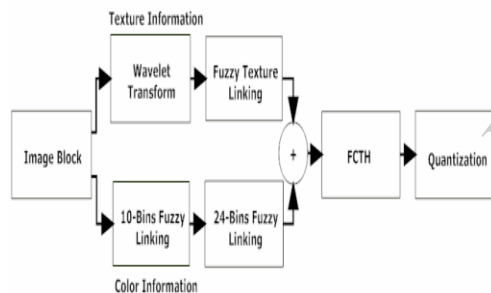 Texture Information
Wavelet
Transform
Fuzzy Texture
Linking
Image Block
+
FCTH
Quantization
10-Bins Fuzzy
Linking
24-Bins Fuzzy
Linking
Color Information